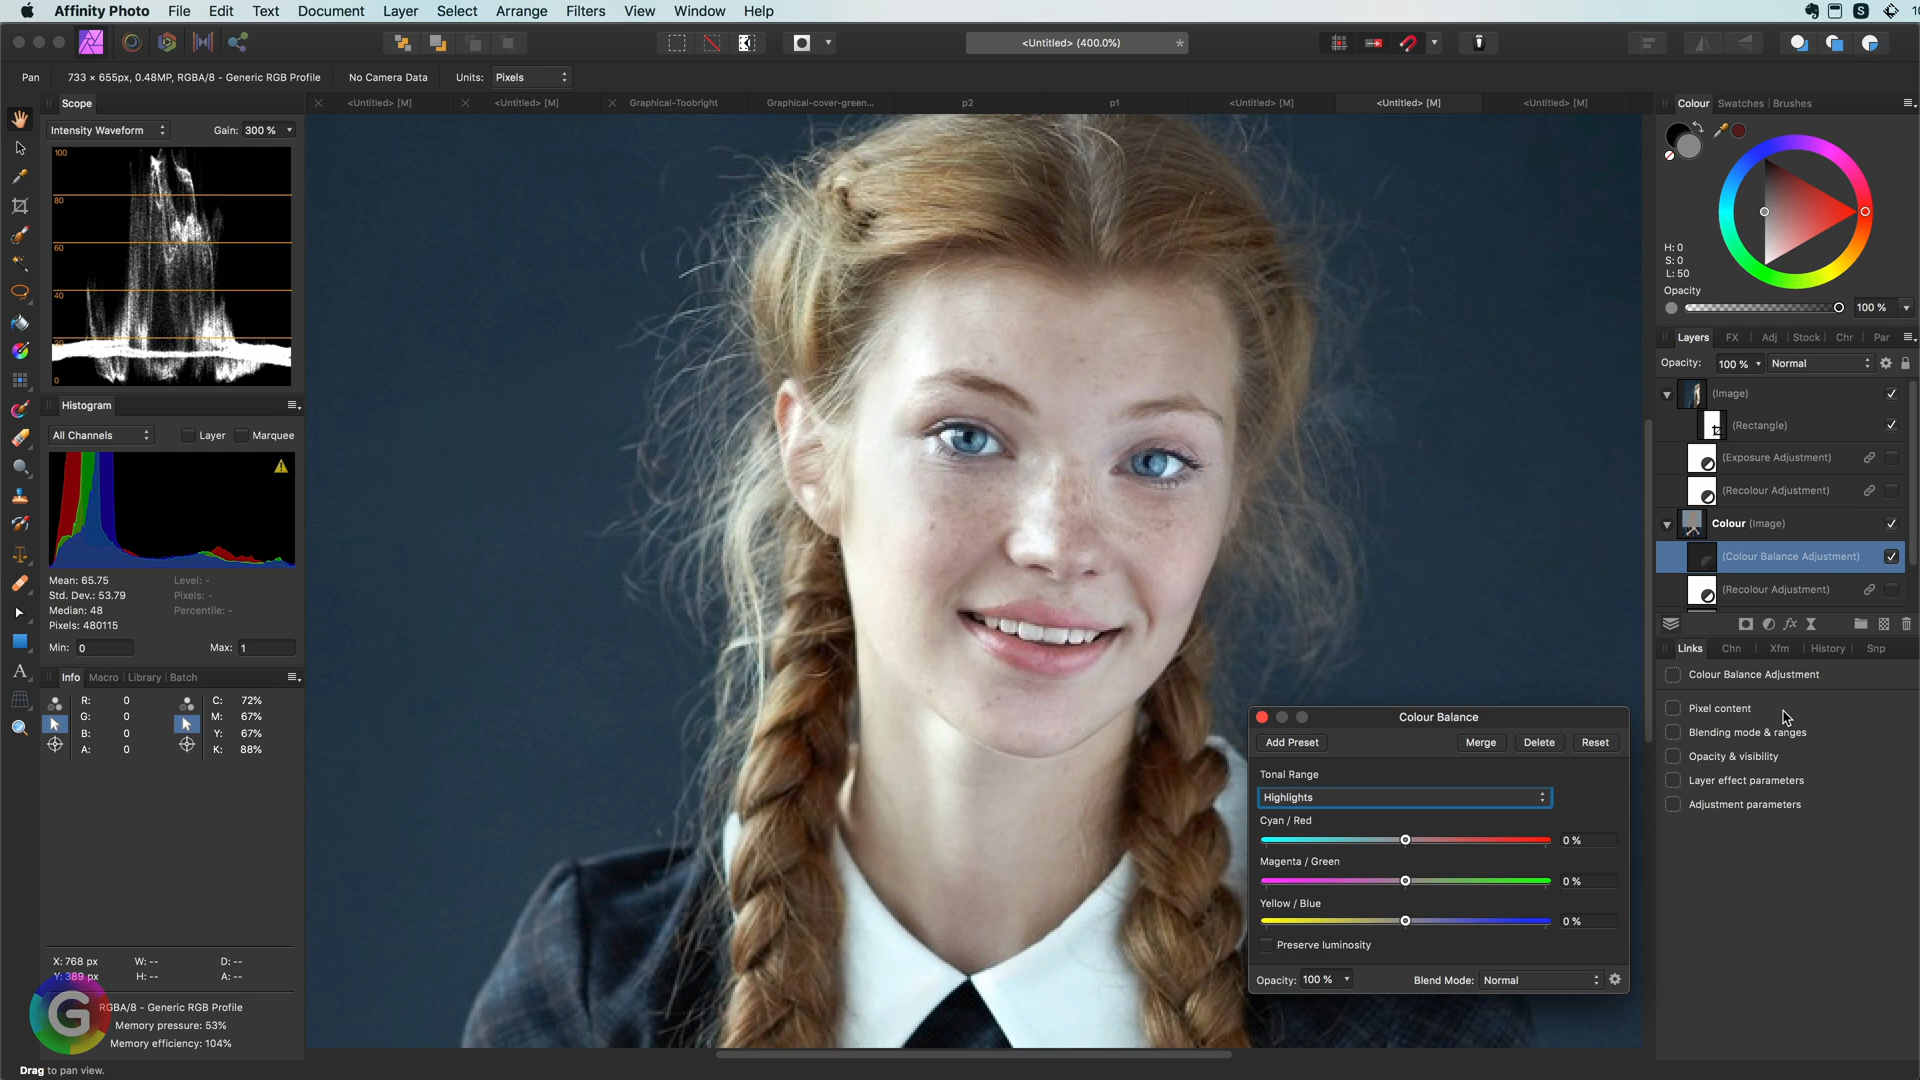 Affinity Photo File Edit Text Document Layer Select Arrange Filters View Window Help
<Untitled> (400.0%) *
Pan 733 × 655px, 0.48MP, RGBA/8 - Generic RGB Profile No Camera Data Units: Pixels
Scope
<Untitled> [M] <Untitled> [M] Graphical-Toobright Graphical-cover-green... p2 p1 <Untitled> [M] <Untitled> [M] <Untitled> [M]
Colour Swatches Brushes
Intensity Waveform Gain: 300 %
100
80
60
40
20
0
H: 0
S: 0
L: 50
Opacity
100 %
Layers FX Adj Stock Chr Par
Opacity: 100 % Normal
(Image)
(Rectangle)
(Exposure Adjustment)
(Recolour Adjustment)
Colour (Image)
(Colour Balance Adjustment)
(Recolour Adjustment)
Histogram
All Channels Layer Marquee
Mean: 65.75 Level: -
Std. Dev.: 53.79 Pixels: -
Median: 48 Percentile: -
Pixels: 480115
Min: 0 Max: 1
Links Chn Xfm History Snp
Colour Balance Adjustment
Pixel content
Blending mode & ranges
Opacity & visibility
Layer effect parameters
Adjustment parameters
Info Macro Library Batch
R: 0 C: 72%
G: 0 M: 67%
B: 0 Y: 67%
A: 0 K: 88%
Colour Balance
Add Preset Merge Delete Reset
Tonal Range
Highlights
Cyan / Red
0 %
Magenta / Green
0 %
Yellow / Blue
0 %
Preserve luminosity
Opacity: 100 % Blend Mode: Normal
X: 768 px W: -- D: --
Y: 389 px H: -- A: --
G
RGBA/8 - Generic RGB Profile
Memory pressure: 53%
Memory efficiency: 104%
Drag to pan view.